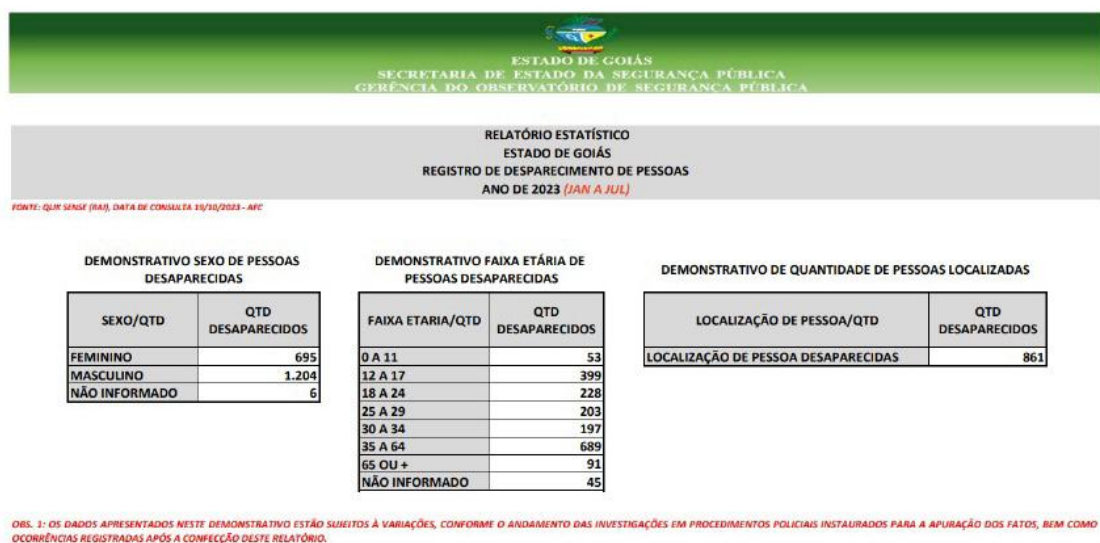 ESTADO DE GOIÁS
SECRETARIA DE ESTADO DA SEGURANÇA PÚBLICA
GERÊNCIA DO OBSERVATÓRIO DE SEGURANÇA PÚBLICA
RELATÓRIO ESTATÍSTICO
ESTADO DE GOIÁS
REGISTRO DE DESPARECIMENTO DE PESSOAS
ANO DE 2023 (JAN A JUL)
FONTE: QLIK SENSE (RAI), DATA DE CONSULTA 19/10/2023 - AFC
DEMONSTRATIVO SEXO DE PESSOAS
DESAPARECIDAS
SEXO/QTD QTD
DESAPARECIDOS
FEMININO 695
MASCULINO 1.204
NÃO INFORMADO 6
DEMONSTRATIVO FAIXA ETÁRIA DE
PESSOAS DESAPARECIDAS
FAIXA ETARIA/QTD QTD
DESAPARECIDOS
0 A 11 53
12 A 17 399
18 A 24 228
25 A 29 203
30 A 34 197
35 A 64 689
65 OU + 91
NÃO INFORMADO 45
DEMONSTRATIVO DE QUANTIDADE DE PESSOAS LOCALIZADAS
LOCALIZAÇÃO DE PESSOA/QTD QTD
DESAPARECIDOS
LOCALIZAÇÃO DE PESSOA DESAPARECIDAS 861
OBS. 1: OS DADOS APRESENTADOS NESTE DEMONSTRATIVO ESTÃO SUJEITOS À VARIAÇÕES, CONFORME O ANDAMENTO DAS INVESTIGAÇÕES EM PROCEDIMENTOS POLICIAIS INSTAURADOS PARA A APURAÇÃO DOS FATOS, BEM COMO
OCORRÊNCIAS REGISTRADAS APÓS A CONFECÇÃO DESTE RELATÓRIO.